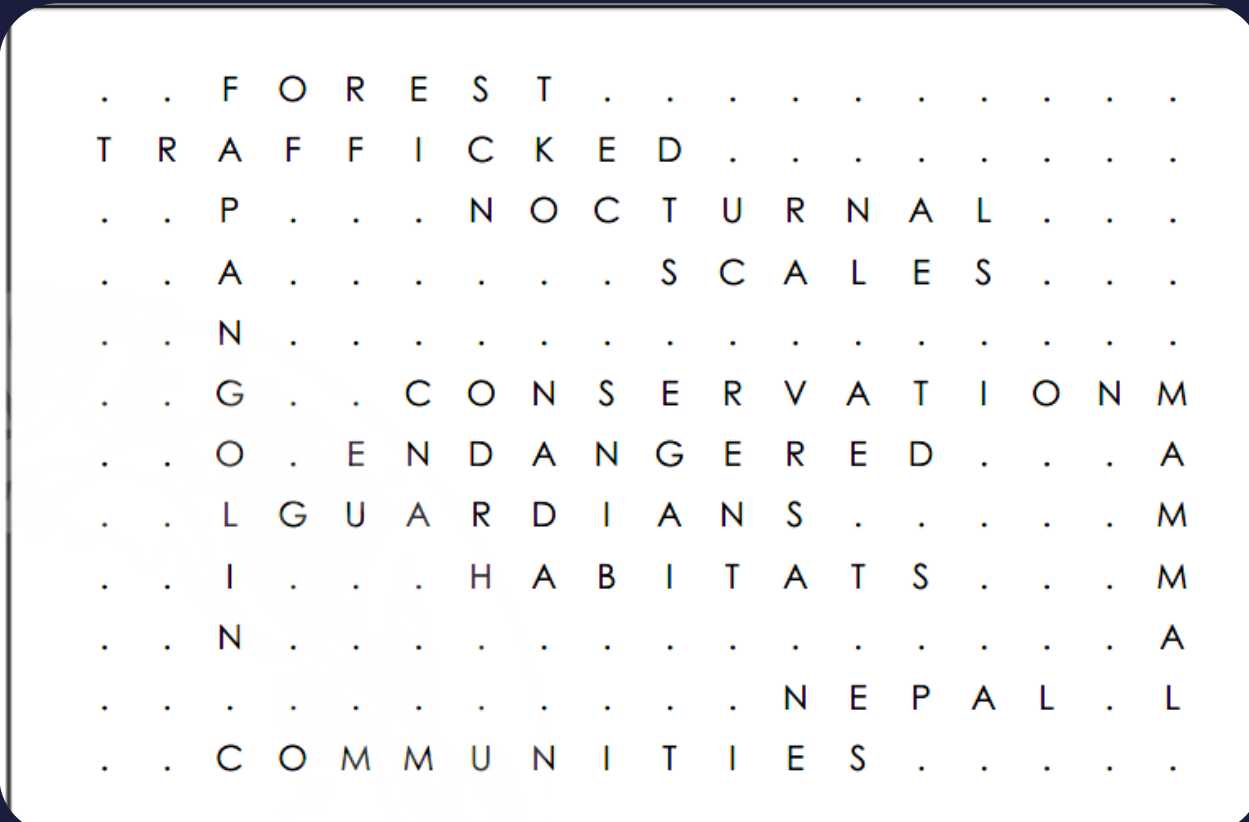 . . F O R E S T . . . . . . . . . .
T R A F F I C K E D . . . . . . . .
. . P . . . N O C T U R N A L . . .
. . A . . . . . . S C A L E S . . .
. . N . . . . . . . . . . . . . . .
. . G . . C O N S E R V A T I O N M
. . O . E N D A N G E R E D . . . A
. . L G U A R D I A N S . . . . . M
. . I . . . H A B I T A T S . . . M
. . N . . . . . . . . . . . . . . A
. . . . . . . . . . . N E P A L . L
. . C O M M U N I T I E S . . . . .